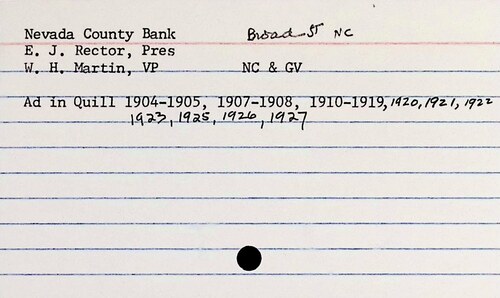 Nevada County Bank Broad ST NC
E. J. Rector, Pres
W. H. Martin, VP NC & GV
Ad in Quill 1904-1905, 1907-1908, 1910-1919, 1920, 1921, 1922
1923, 1925, 1926, 1927